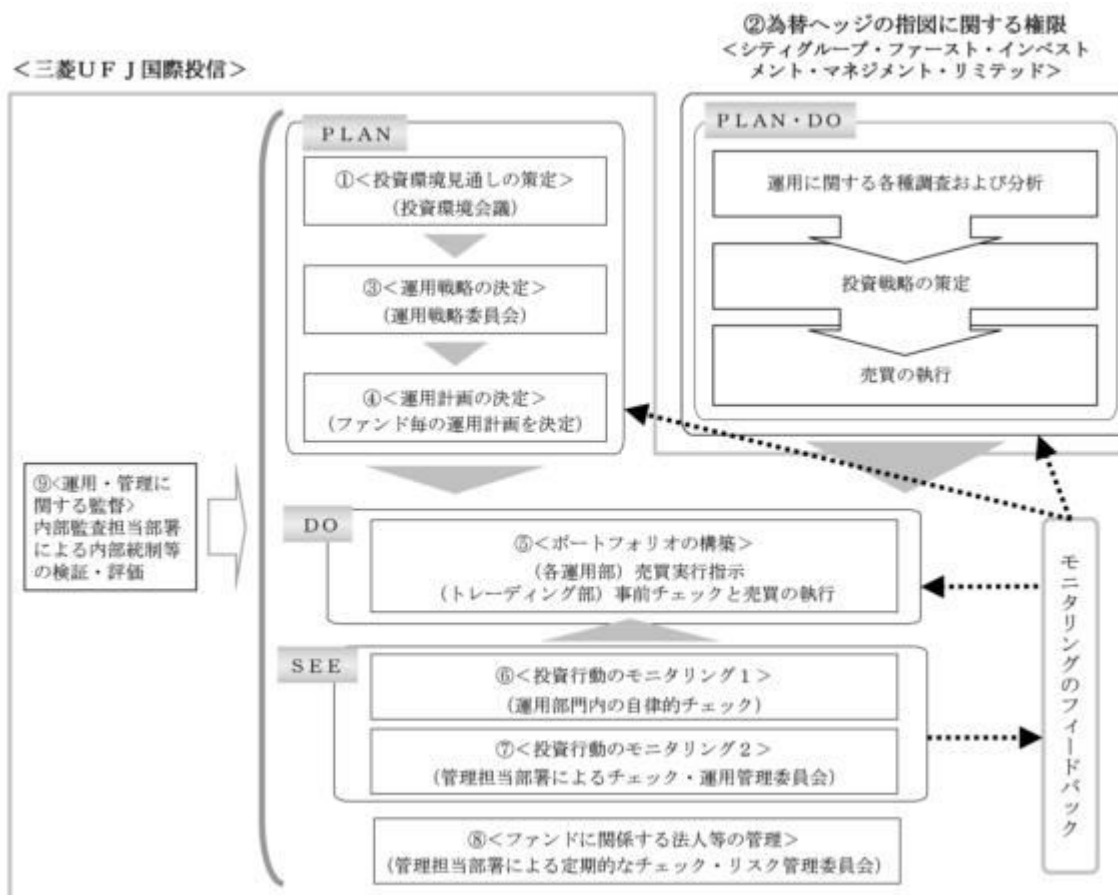 ②為替ヘッジの指図に関する権限
<シティグループ・ファースト・インベスト
メント・マネジメント・リミテッド>
<三菱UFJ国際投信>
PLAN
①<投資環境見通しの策定>
(投資環境会議)
③<運用戦略の決定>
(運用戦略委員会)
④<運用計画の決定>
(ファンド毎の運用計画を決定)
PLAN・DO
運用に関する各種調査および分析
投資戦略の策定
売買の執行
⑨<運用・管理に
関する監督>
内部監査担当部署
による内部統制等
の検証・評価
DO
⑤<ポートフォリオの構築>
(各運用部)売買実行指示
(トレーディング部)事前チェックと売買の執行
SEE
⑥<投資行動のモニタリング1>
(運用部門内の自律的チェック)
⑦<投資行動のモニタリング2>
(管理担当部署によるチェック・運用管理委員会)
⑧<ファンドに関係する法人等の管理>
(管理担当部署による定期的なチェック・リスク管理委員会)
モニタリングのフィードバック